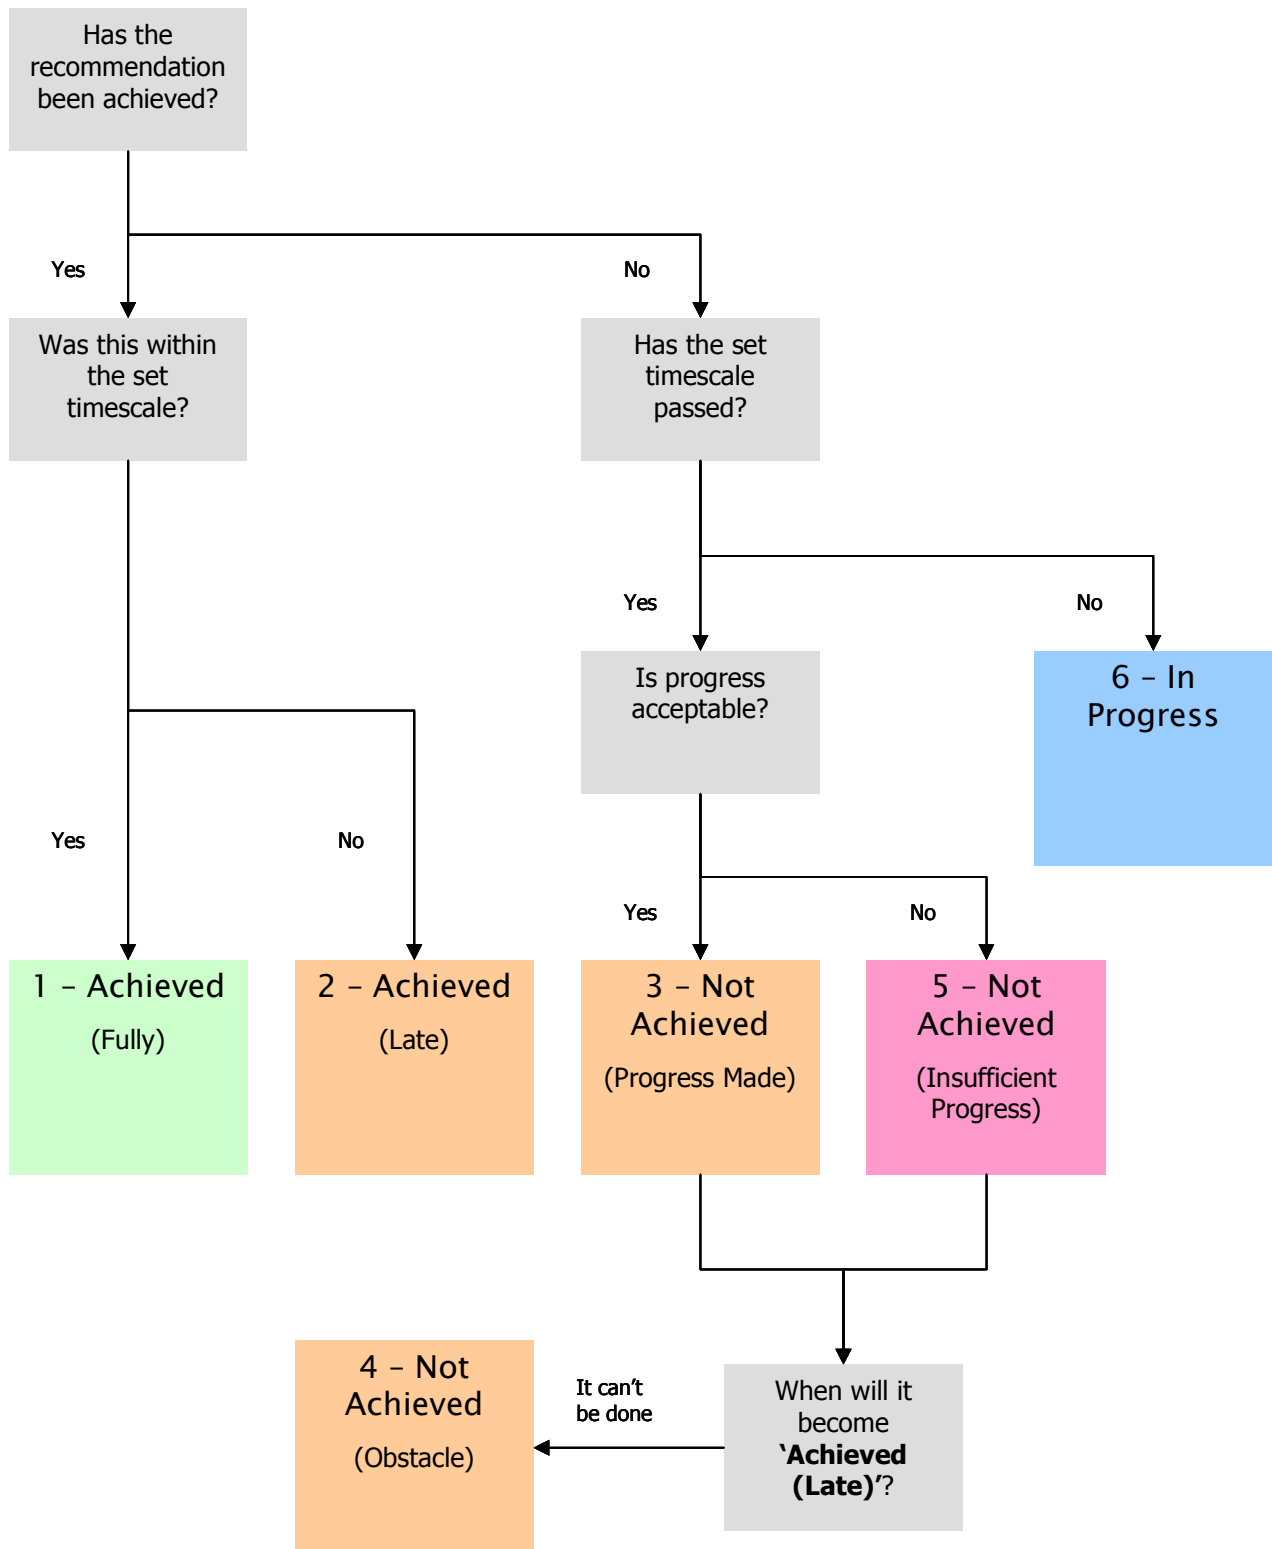 Has the
recommendation
been achieved?
Yes
No
Was this within
the set
timescale?
Has the set
timescale
passed?
Yes
No
Is progress
acceptable?
6 – In
Progress
Yes
No
Yes
No
1 – Achieved
(Fully)
2 – Achieved
(Late)
3 – Not
Achieved
(Progress Made)
5 – Not
Achieved
(Insufficient
Progress)
4 – Not
Achieved
(Obstacle)
It can’t
be done
When will it
become
‘Achieved
(Late)’?